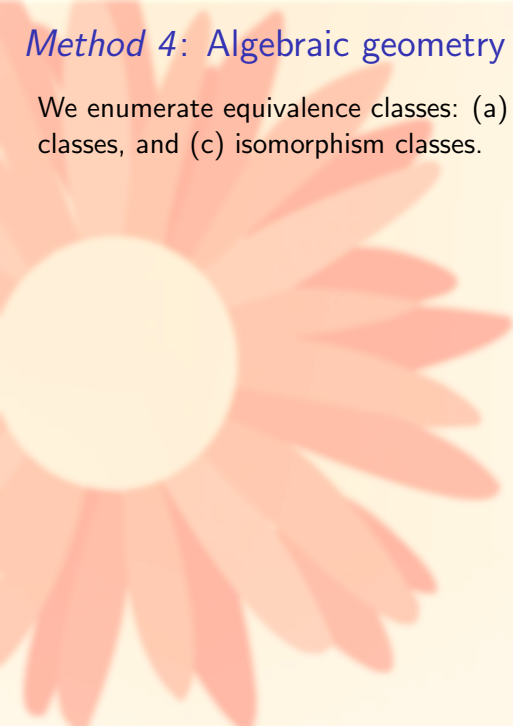 Method 4: Algebraic geometry
We enumerate equivalence classes: (a)
classes, and (c) isomorphism classes.